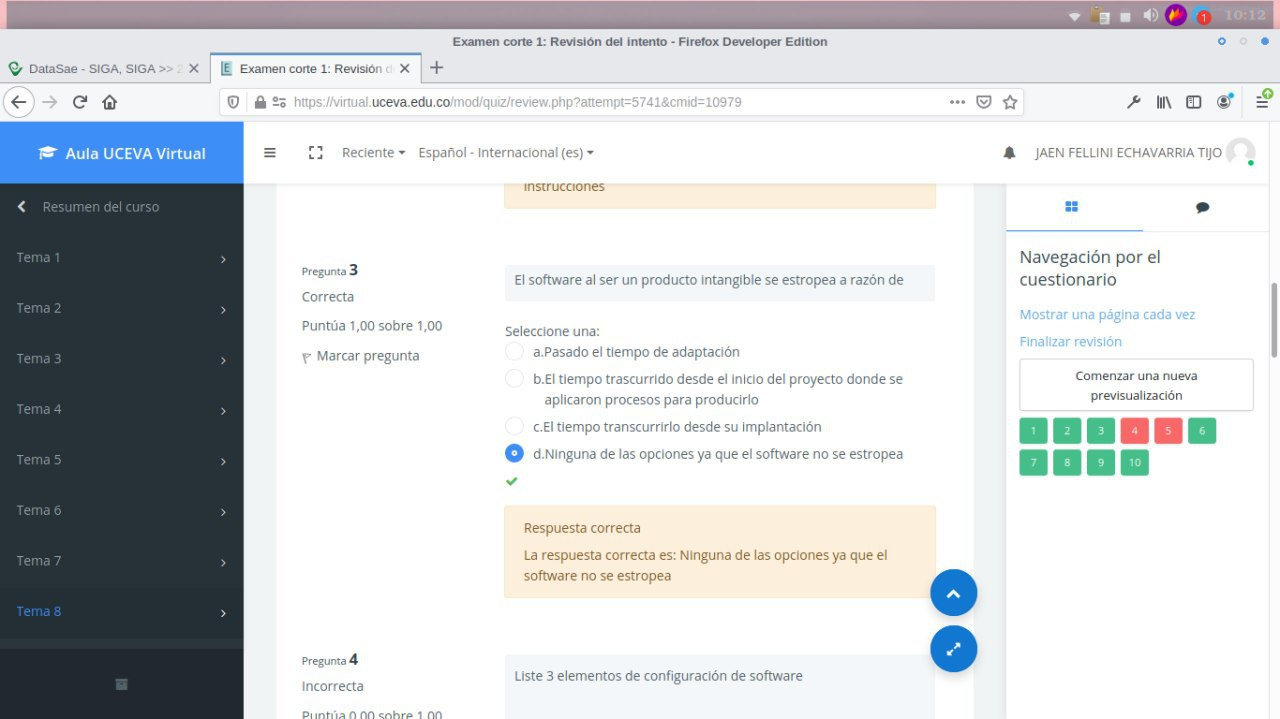 1
10:12
Examen corte 1: Revisión del intento - Firefox Developer Edition
DataSae - SIGA, SIGA >> 2
E Examen corte 1: Revisión d
https://virtual.uceva.edu.co/mod/quiz/review.php?attempt=5741&cmid=10979
Aula UCEVA Virtual
Reciente
Español - Internacional (es)
JAEN FELLINI ECHAVARRIA TIJO
Resumen del curso
Tema 1
Tema 2
Tema 3
Tema 4
Tema 5
Tema 6
Tema 7
Tema 8
instrucciones
Pregunta 3
Correcta
Puntúa 1,00 sobre 1,00
Marcar pregunta
El software al ser un producto intangible se estropea a razón de
Seleccione una:
a.Pasado el tiempo de adaptación
b.El tiempo trascurrido desde el inicio del proyecto donde se
aplicaron procesos para producirlo
c.El tiempo transcurrirlo desde su implantación
d.Ninguna de las opciones ya que el software no se estropea
Respuesta correcta
La respuesta correcta es: Ninguna de las opciones ya que el
software no se estropea
Pregunta 4
Incorrecta
Puntúa 0,00 sobre 1,00
Liste 3 elementos de configuración de software
Navegación por el
cuestionario
Mostrar una página cada vez
Finalizar revisión
Comenzar una nueva
previsualización
1 2 3 4 5 6
7 8 9 10